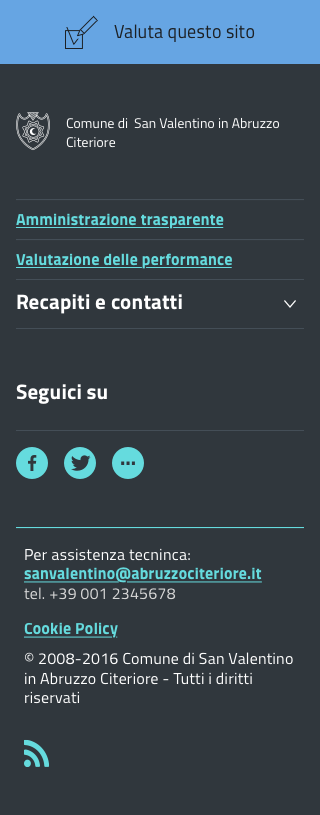 Valuta questo sito
Comune di San Valentino in Abruzzo
Citeriore
Amministrazione trasparente
Valutazione delle performance
Recapiti e contatti
Seguici su
Per assistenza tecninca:
sanvalentino@abruzzociteriore.it
tel. +39 001 2345678
Cookie Policy
© 2008-2016 Comune di San Valentino
in Abruzzo Citeriore - Tutti i diritti
riservati